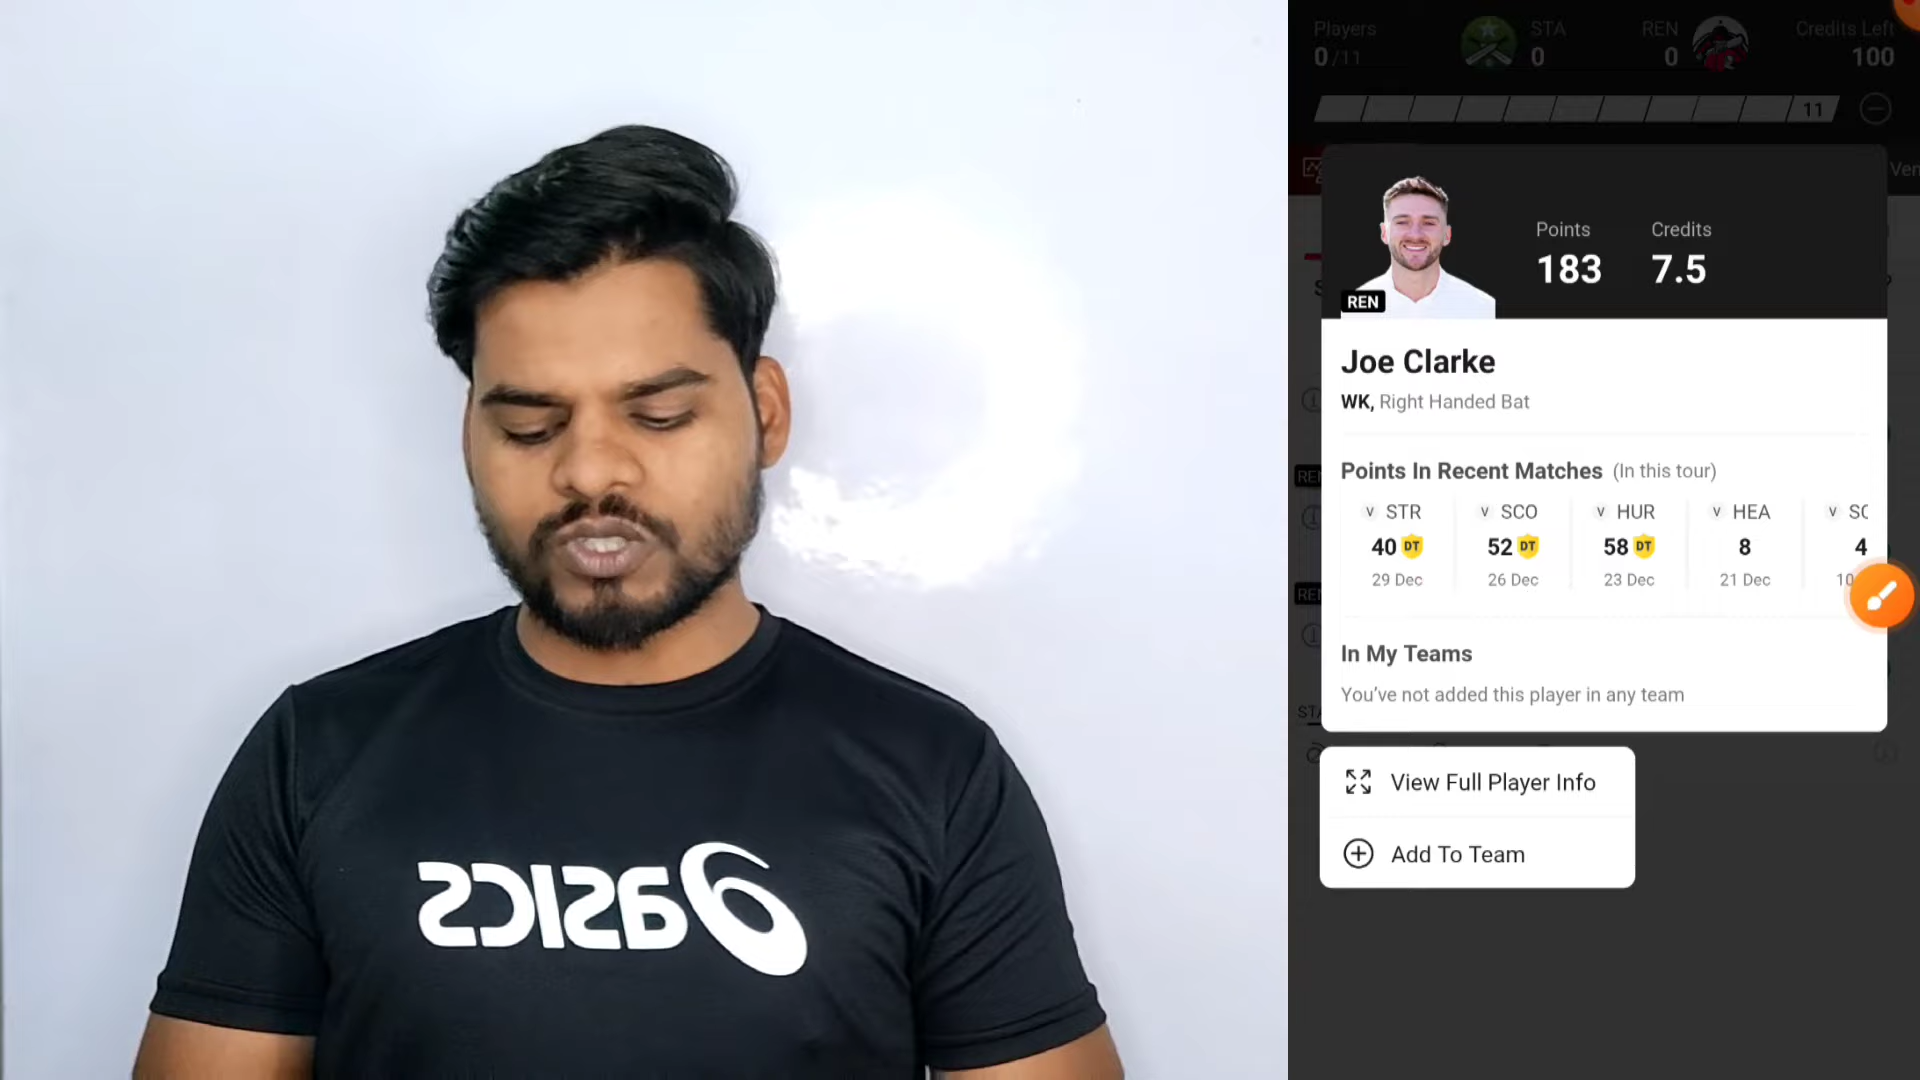 asics
Players
0/11
STA
0
REN
0
Credits Left
100
11
Ven
REN
Points
183
Credits
7.5
Joe Clarke
WK, Right Handed Bat
Points In Recent Matches (In this tour)
v STR
40 DT
29 Dec
v SCO
52 DT
26 Dec
v HUR
58 DT
23 Dec
v HEA
8
21 Dec
v SC
4
10
In My Teams
You've not added this player in any team
View Full Player Info
Add To Team